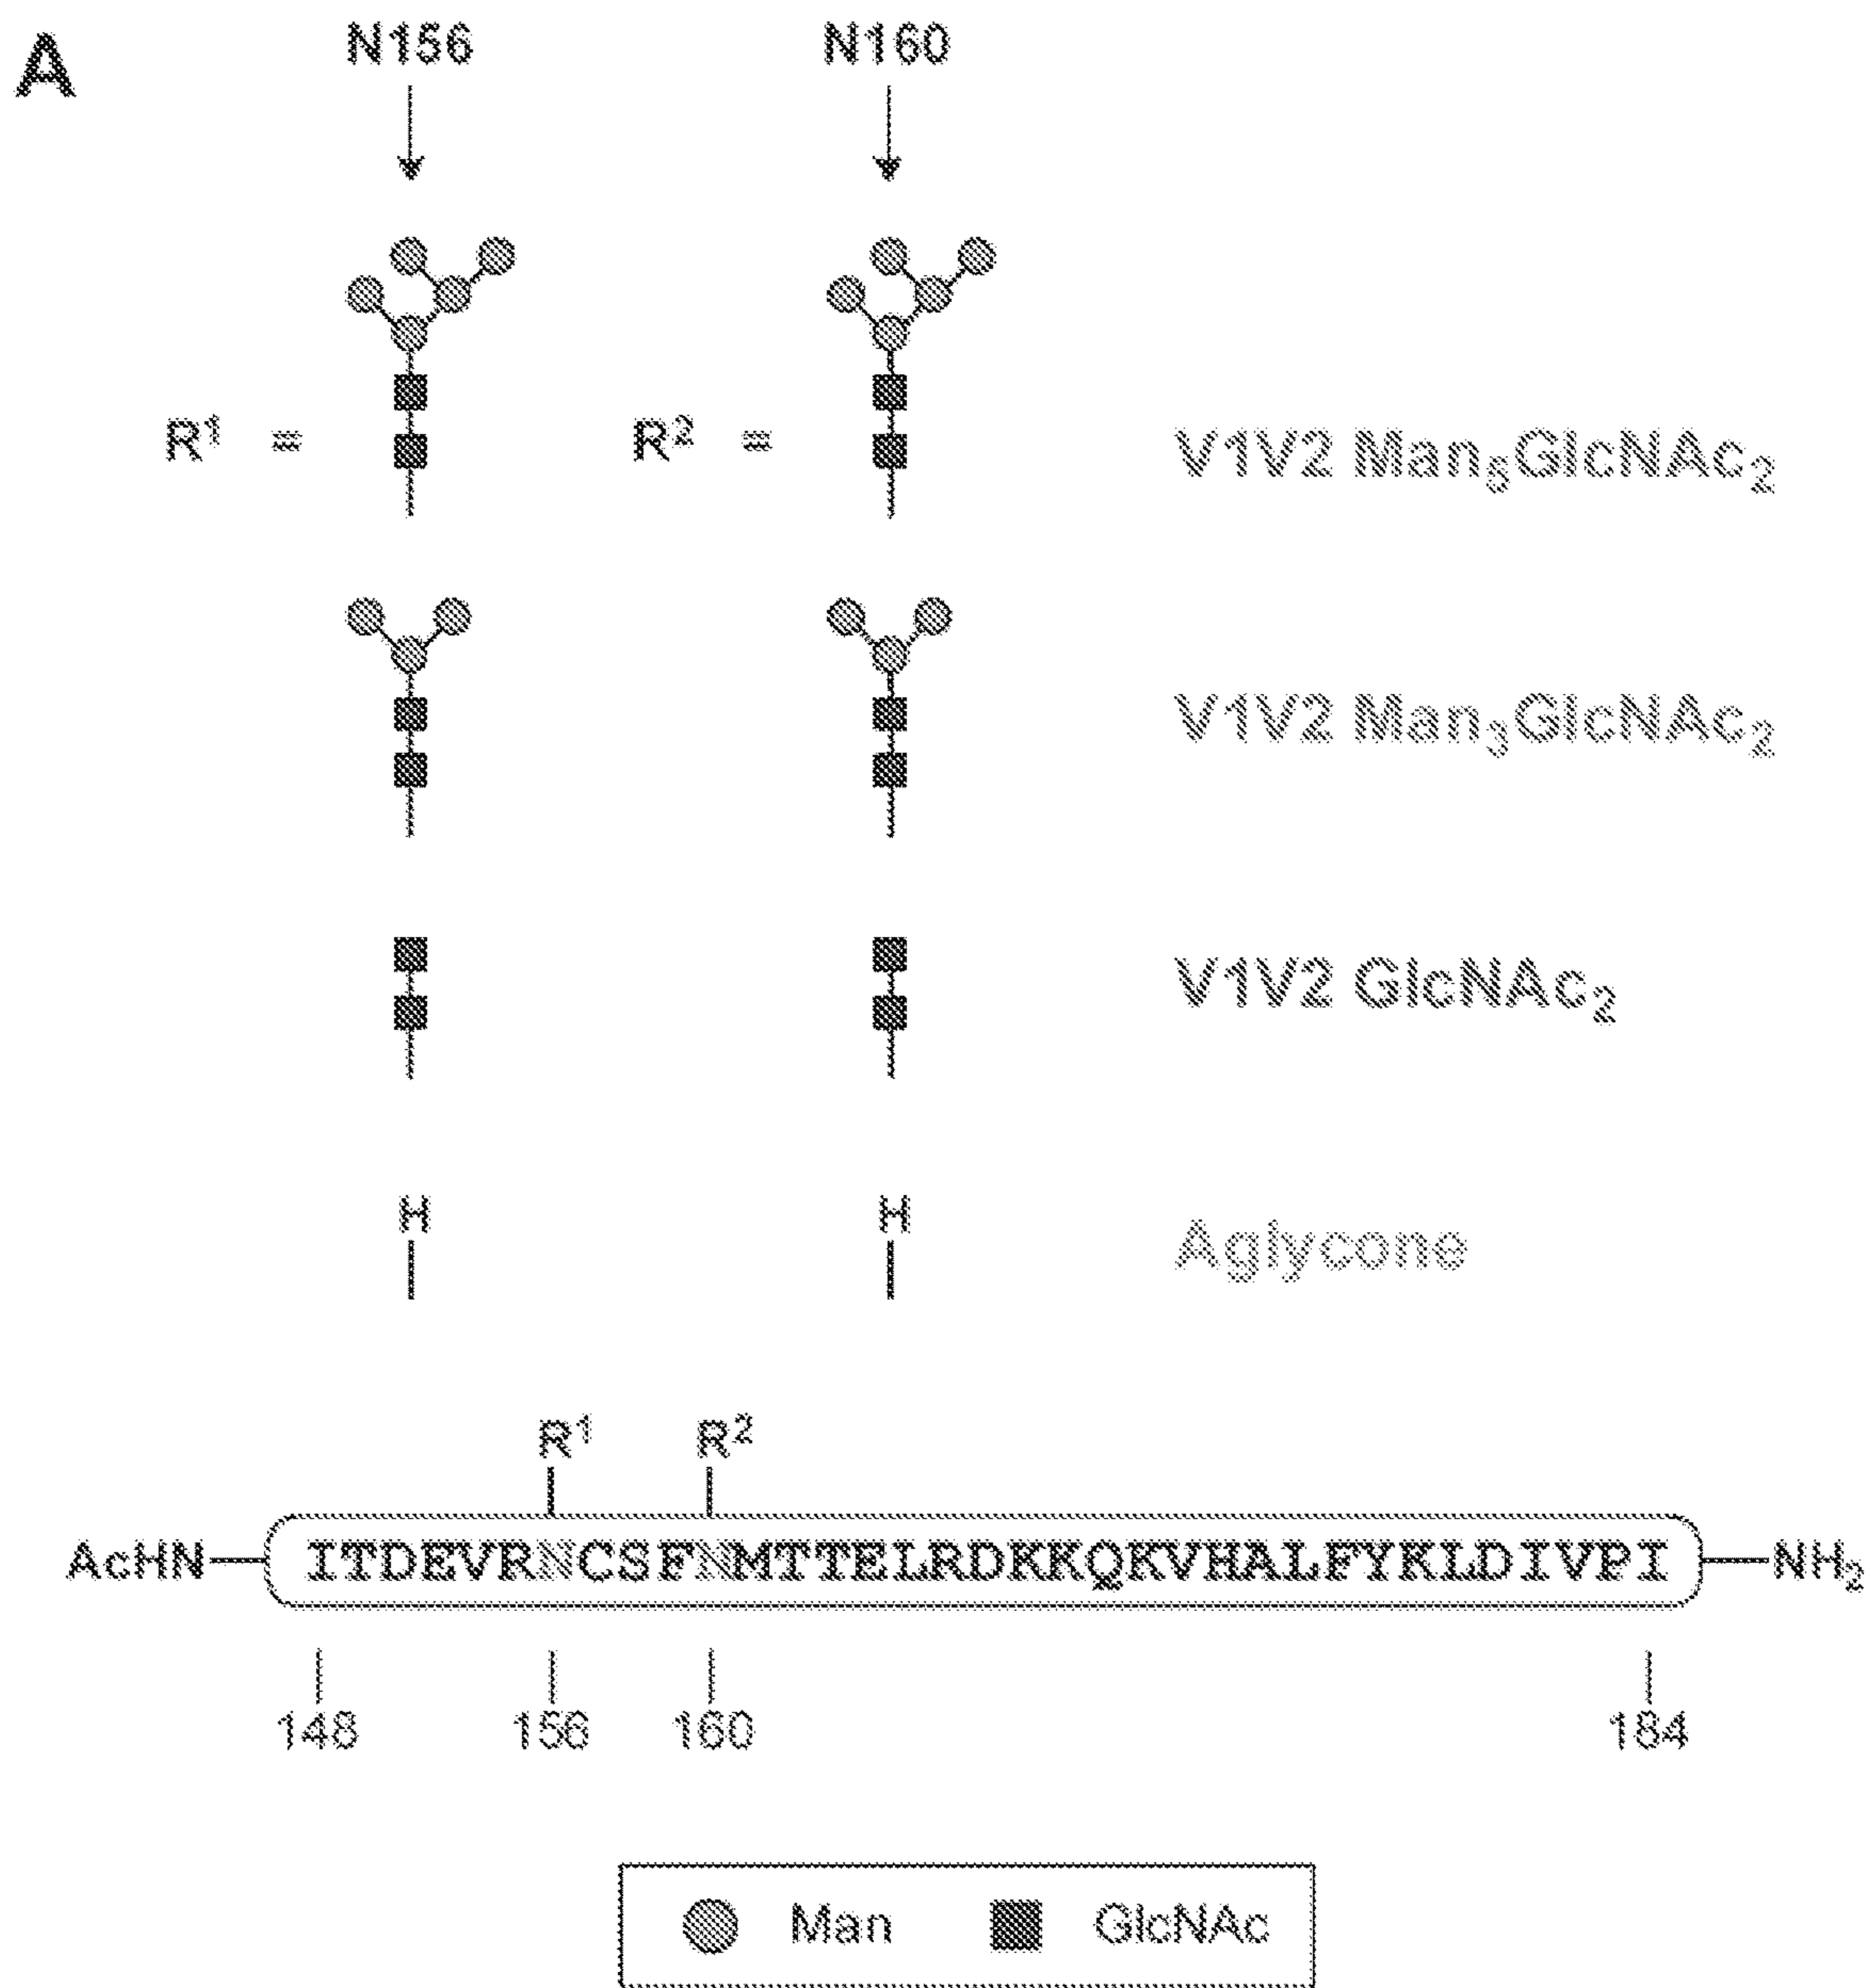 A
N156 N160
R¹ = R² = V1V2 Man₅GlcNAc₂
V1V2 Man₃GlcNAc₂
V1V2 GlcNAc₂
H H Aglycone
R¹ R²
AcHN ITDEVRNCSFNMTTELRDKKQKVHALFYKLDIVPI NH₂
148 156 160 184
Man GlcNAc